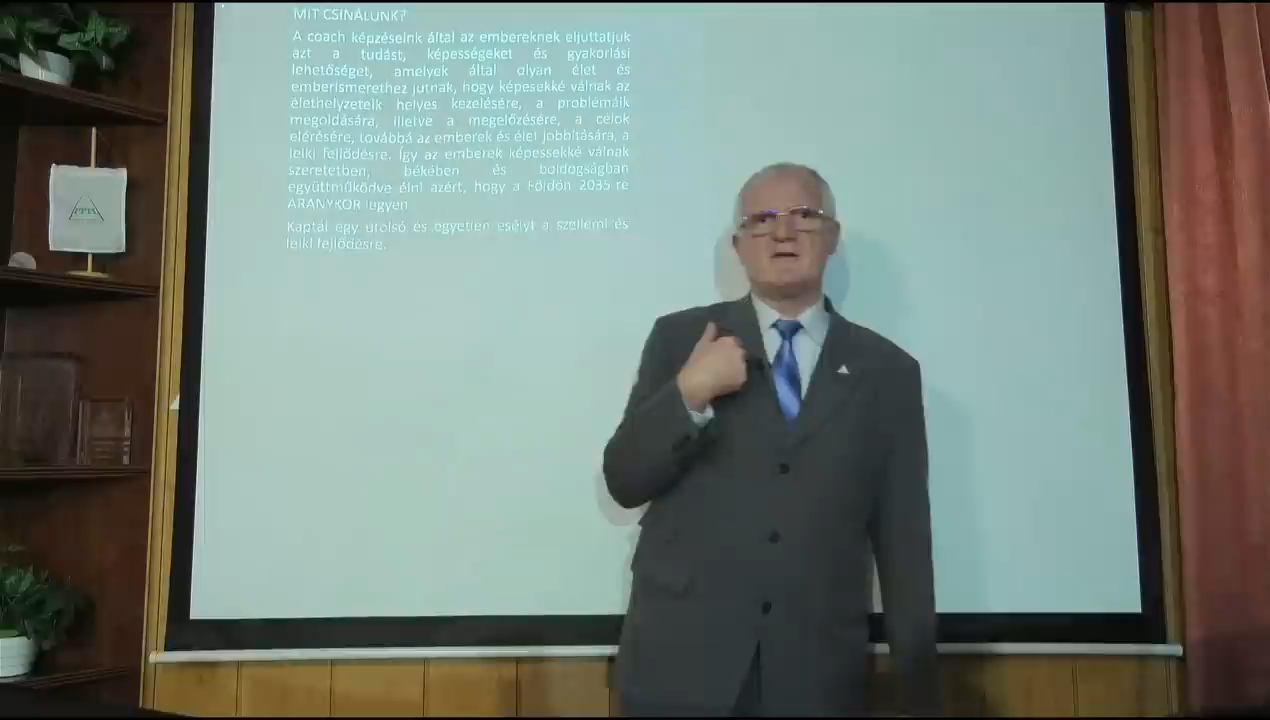 MIT CSINÁLUNK?
A coach képzéseink által az embereknek eljuttatjuk
azt a tudást, képességeket és gyakorlási
lehetőséget, amelyek által olyan élet és
emberismerethez jutnak, hogy képesekké válnak az
élethelyzeteik helyes kezelésére, a problémáik
megoldására, illetve a megelőzésére, a célok
elérésére, továbbá az emberek és élet jobbítására, a
lelki fejlődésre. Így az emberek képessekké válnak
szeretetben, békében és boldogságban
együttműködve élni azért, hogy a Földön 2035-re
ARANYKOR legyen
Kaptál egy utolsó és egyetlen esélyt a szellemi és
lelki fejlődésre.